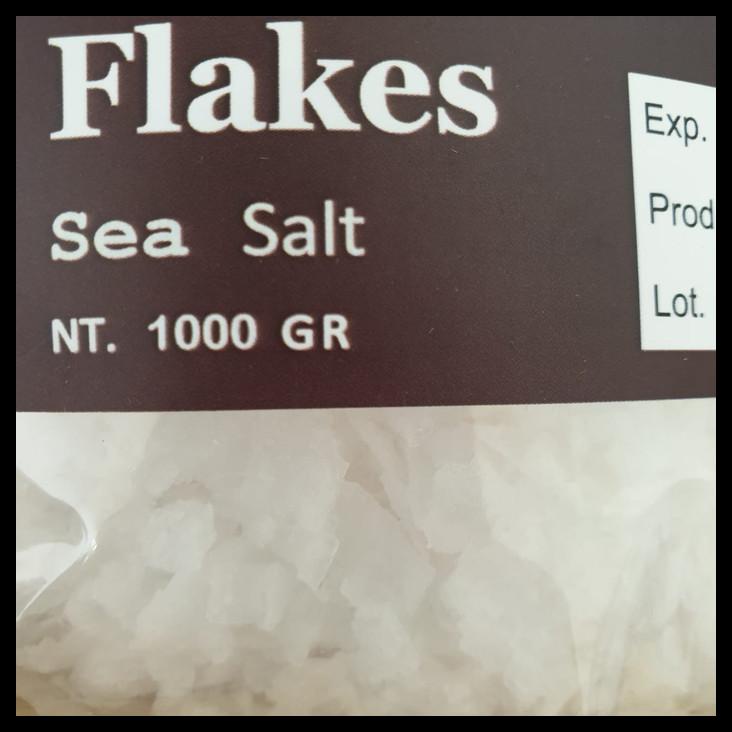 Flakes
Sea Salt
NT. 1000 GR
Exp.
Prod
Lot.